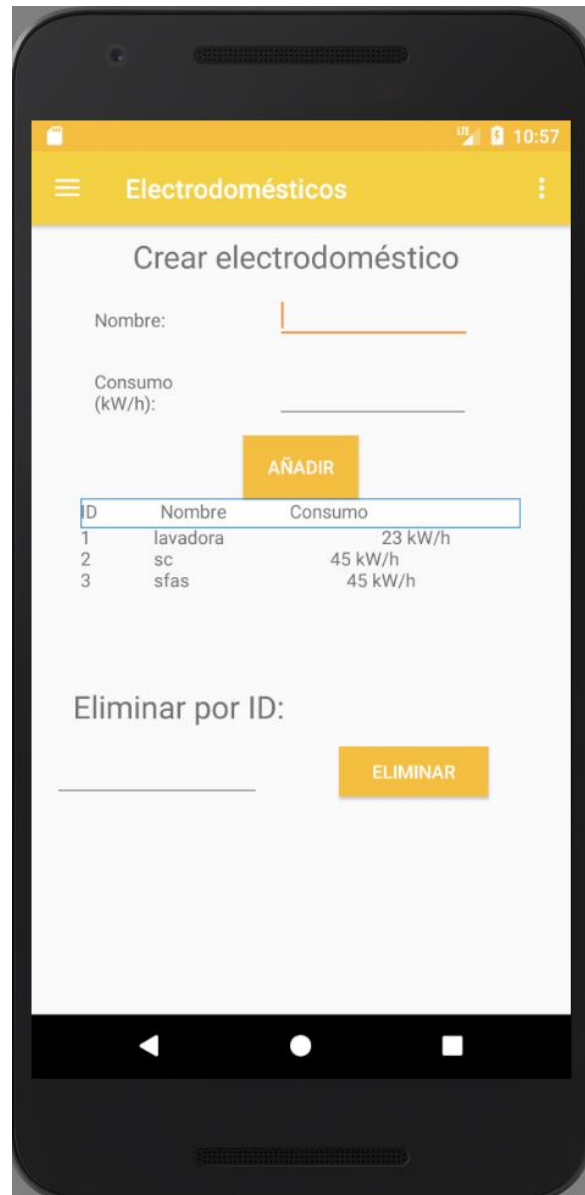 LTE 10:57
Electrodomésticos
Crear electrodoméstico
Nombre:
Consumo
(kW/h):
AÑADIR
ID Nombre Consumo
1 lavadora 23 kW/h
2 sc 45 kW/h
3 sfas 45 kW/h
Eliminar por ID:
ELIMINAR